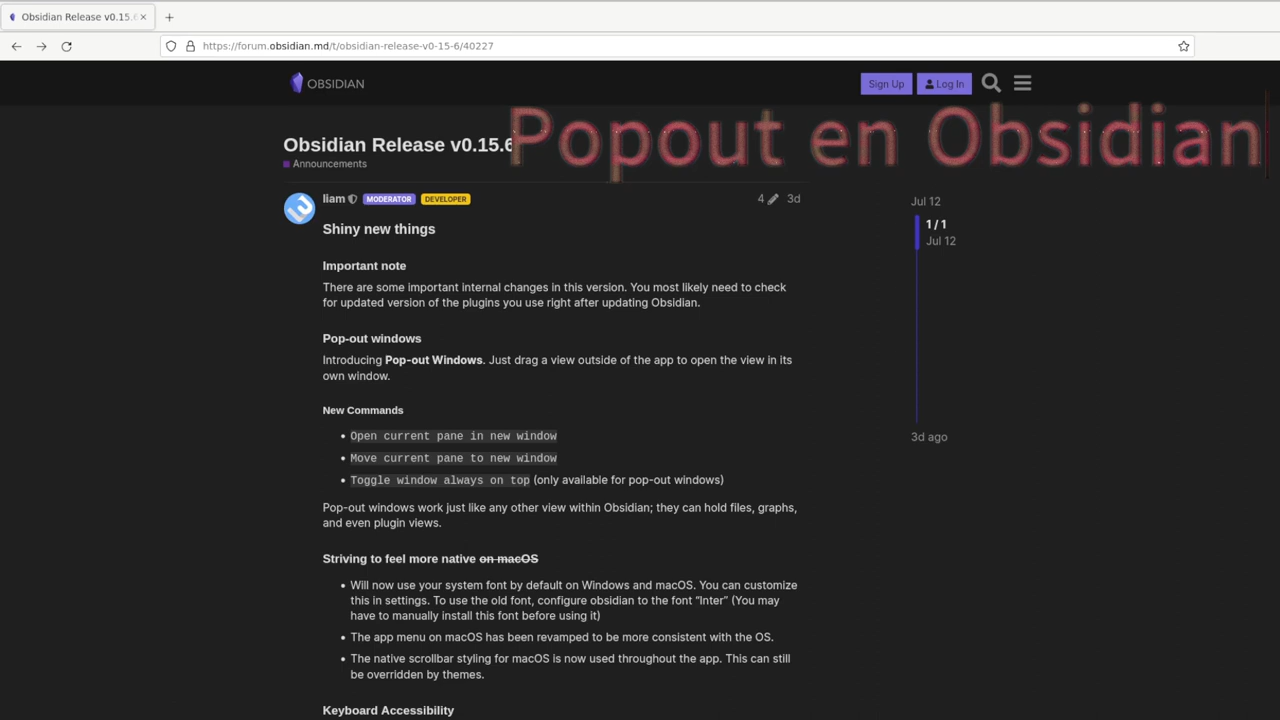 Obsidian Release v0.15.6
https://forum.obsidian.md/t/obsidian-release-v0-15-6/40227
OBSIDIAN
Sign Up
Log In
Popout en Obsidian
Obsidian Release v0.15.6
Announcements
liam MODERATOR DEVELOPER 4 3d
Jul 12
1 / 1
Jul 12
3d ago
Shiny new things
Important note
There are some important internal changes in this version. You most likely need to check
for updated version of the plugins you use right after updating Obsidian.
Pop-out windows
Introducing Pop-out Windows. Just drag a view outside of the app to open the view in its
own window.
New Commands
• Open current pane in new window
• Move current pane to new window
• Toggle window always on top (only available for pop-out windows)
Pop-out windows work just like any other view within Obsidian; they can hold files, graphs,
and even plugin views.
Striving to feel more native on macOS
• Will now use your system font by default on Windows and macOS. You can customize
this in settings. To use the old font, configure obsidian to the font “Inter” (You may
have to manually install this font before using it)
• The app menu on macOS has been revamped to be more consistent with the OS.
• The native scrollbar styling for macOS is now used throughout the app. This can still
be overridden by themes.
Keyboard Accessibility